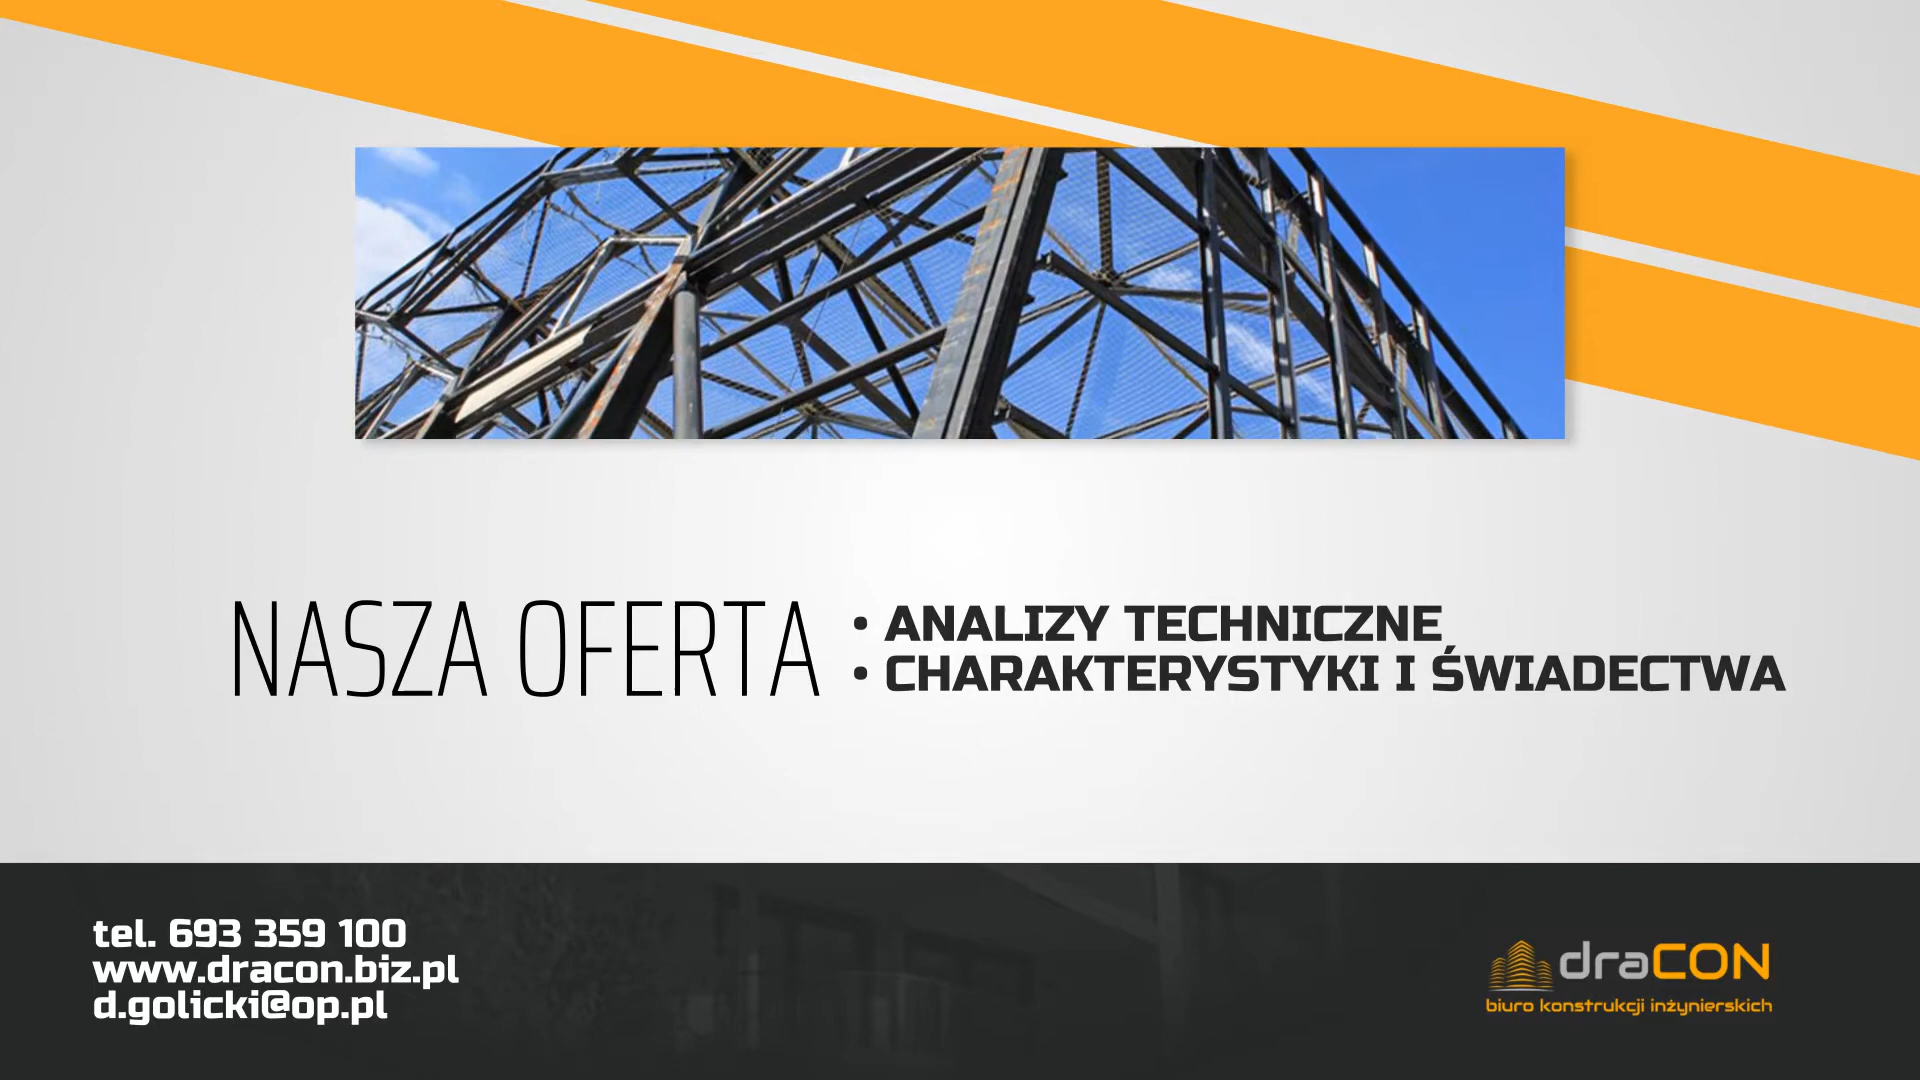 NASZA OFERTA
• ANALIZY TECHNICZNE
• CHARAKTERYSTYKI I ŚWIADECTWA
tel. 693 359 100
www.dracon.biz.pl
d.golicki@op.pl
draCON
biuro konstrukcji inżynierskich